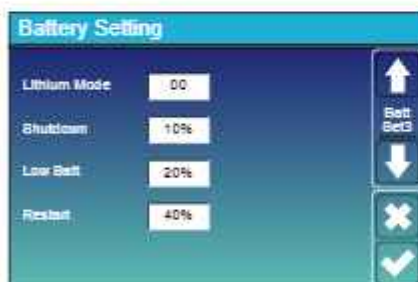 Battery Setting
Lithium Mode 00
Shutdown 10%
Low Batt 20%
Restart 40%
Batt
Set3